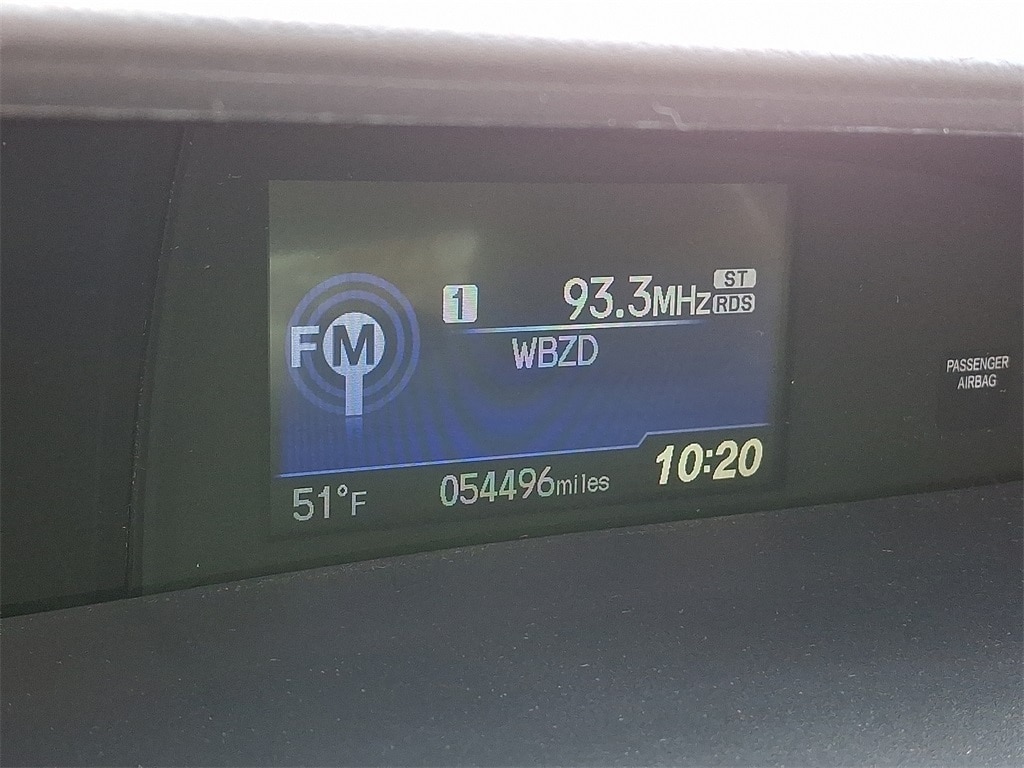 1 93.3MHz ST
RDS
FM
WBZD
51°F 054496miles 10:20
PASSENGER
AIRBAG